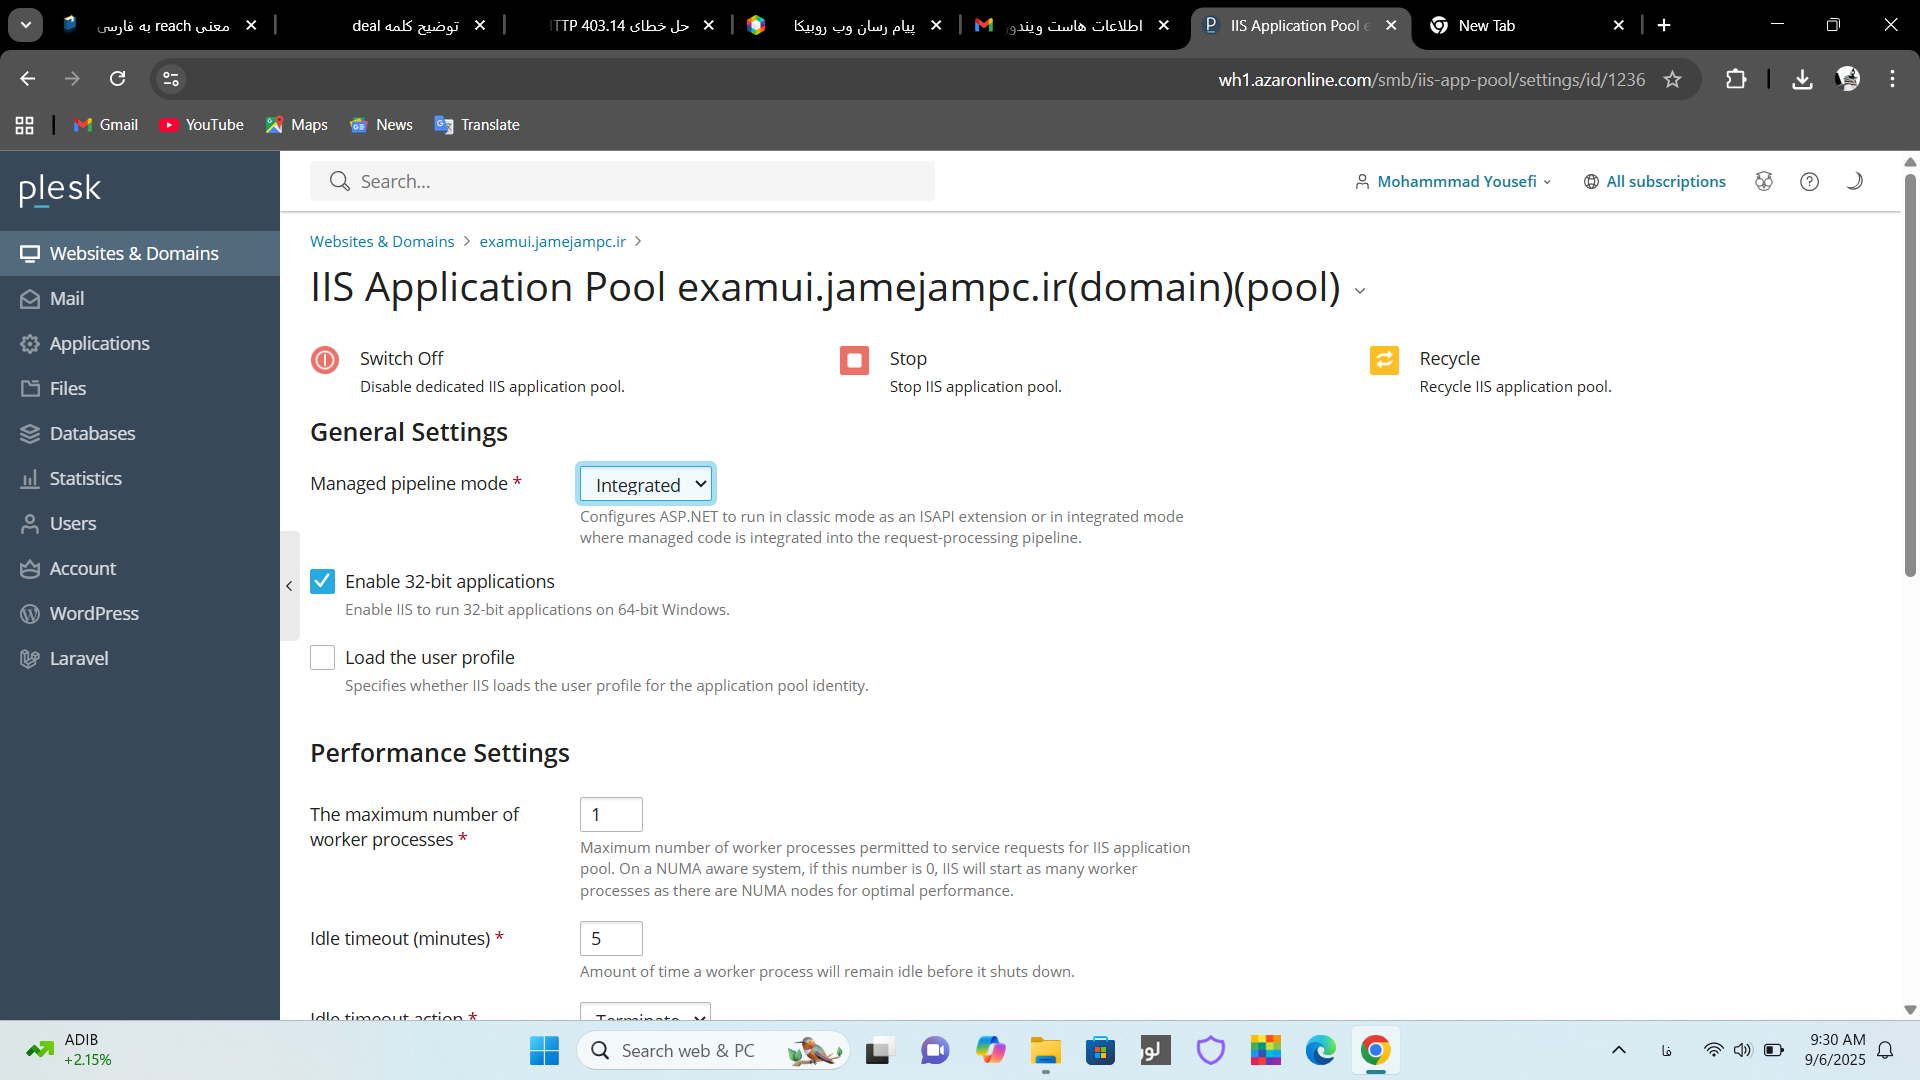 معنی reach به فارسی
توضیح کلمه deal
حل خطای TTP 403.14
پیام رسان وب روبیکا
اطلاعات هاست ویندوز
IIS Application Pool e
New Tab
wh1.azaronline.com/smb/iis-app-pool/settings/id/1236
Gmail
YouTube
Maps
News
Translate
plesk
Search...
Mohammmad Yousefi
All subscriptions
Websites & Domains
Mail
Applications
Files
Databases
Statistics
Users
Account
WordPress
Laravel
Websites & Domains > examui.jamejampc.ir >
IIS Application Pool examui.jamejampc.ir(domain)(pool)
Switch Off
Disable dedicated IIS application pool.
Stop
Stop IIS application pool.
Recycle
Recycle IIS application pool.
General Settings
Managed pipeline mode *
Integrated
Configures ASP.NET to run in classic mode as an ISAPI extension or in integrated mode
where managed code is integrated into the request-processing pipeline.
Enable 32-bit applications
Enable IIS to run 32-bit applications on 64-bit Windows.
Load the user profile
Specifies whether IIS loads the user profile for the application pool identity.
Performance Settings
The maximum number of
worker processes *
1
Maximum number of worker processes permitted to service requests for IIS application
pool. On a NUMA aware system, if this number is 0, IIS will start as many worker
processes as there are NUMA nodes for optimal performance.
Idle timeout (minutes) *
5
Amount of time a worker process will remain idle before it shuts down.
Idle timeout action *
Terminate
ADIB
+2.15%
Search web & PC
لور
فا
9:30 AM
9/6/2025